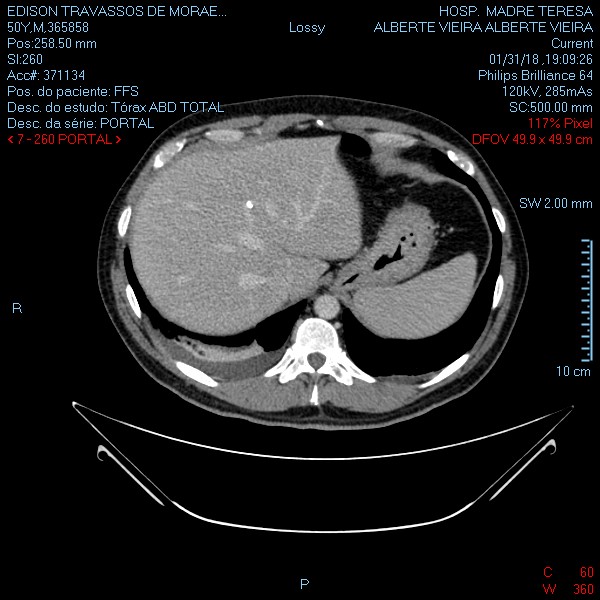 EDISON TRAVASSOS DE MORAE...
50Y,M,365858
Pos:258.50 mm
SI:260
Acc#: 371134
Pos. do paciente: FFS
Desc. do estudo: Tórax ABD TOTAL
Desc. da série: PORTAL
< 7 - 260 PORTAL >
Lossy
HOSP. MADRE TERESA
ALBERTE VIEIRA ALBERTE VIEIRA
Current
01/31/18 ,19:09:26
Philips Brilliance 64
120kV, 285mAs
SC:500.00 mm
117% Pixel
DFOV 49.9 x 49.9 cm
SW 2.00 mm
R
10 cm
P
C 60
W 360